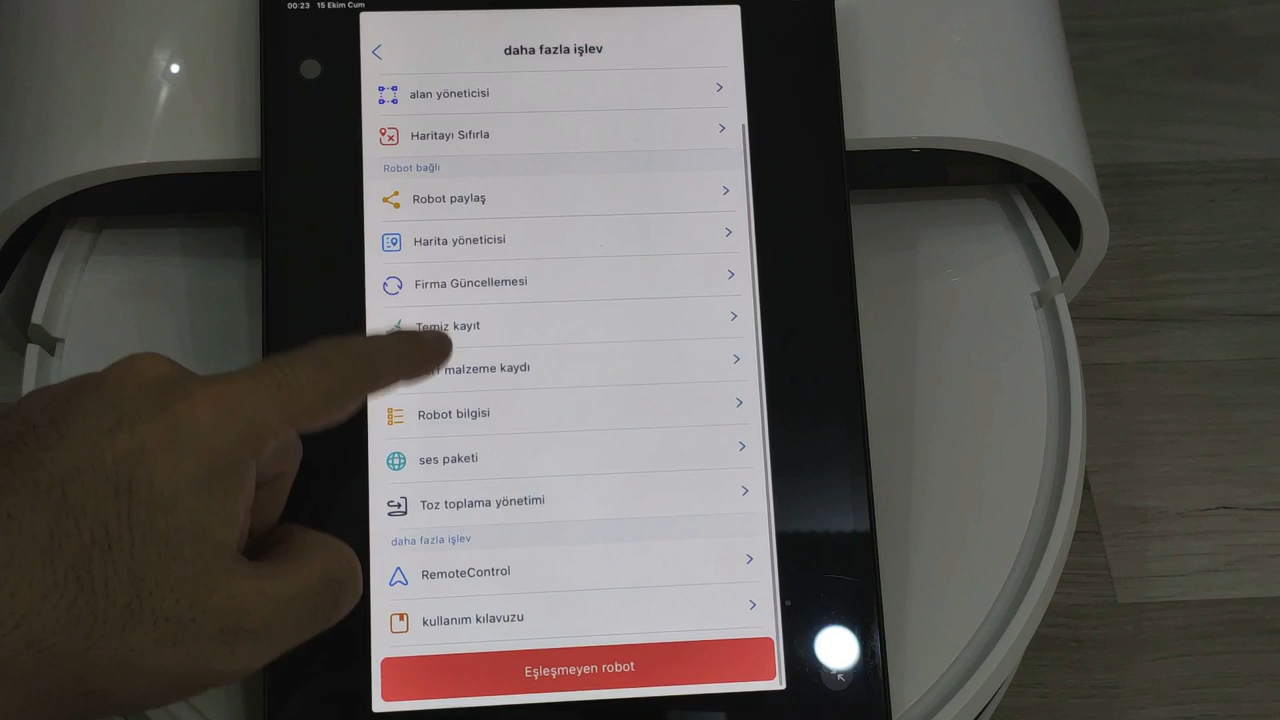 00:23 15 Ekim Cum
daha fazla işlev
alan yöneticisi
Haritayı Sıfırla
Robot bağlı
Robot paylaş
Harita yöneticisi
Firma Güncellemesi
Temiz kayıt
malzeme kaydı
Robot bilgisi
ses paketi
Toz toplama yönetimi
daha fazla işlev
RemoteControl
kullanım kılavuzu
Eşleşmeyen robot